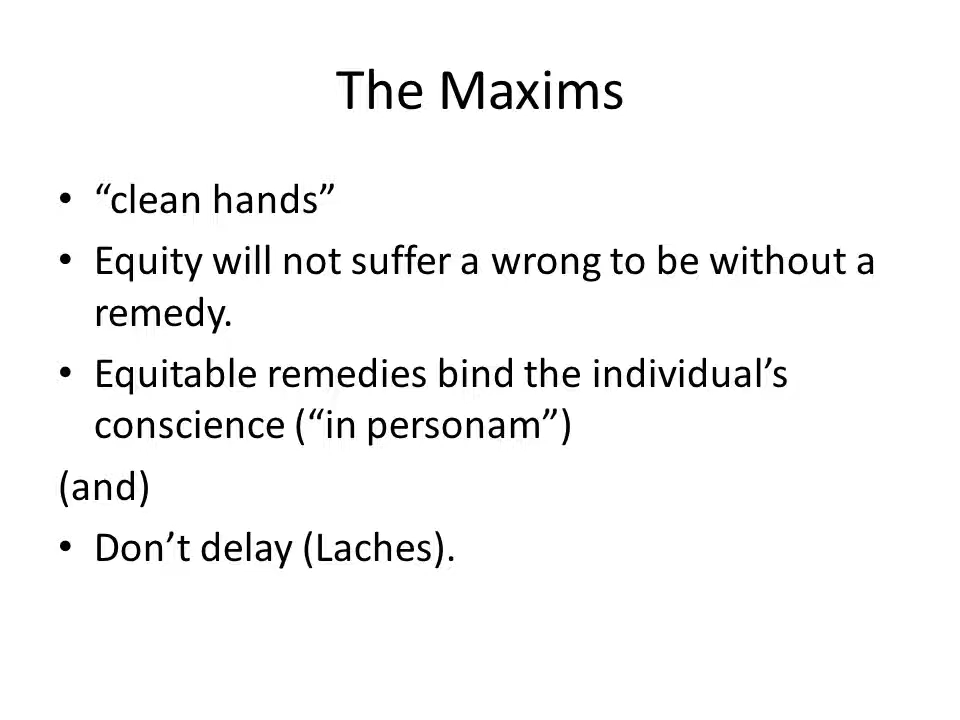 The Maxims
• “clean hands”
• Equity will not suffer a wrong to be without a
remedy.
• Equitable remedies bind the individual’s
conscience (“in personam”)
(and)
• Don’t delay (Laches).